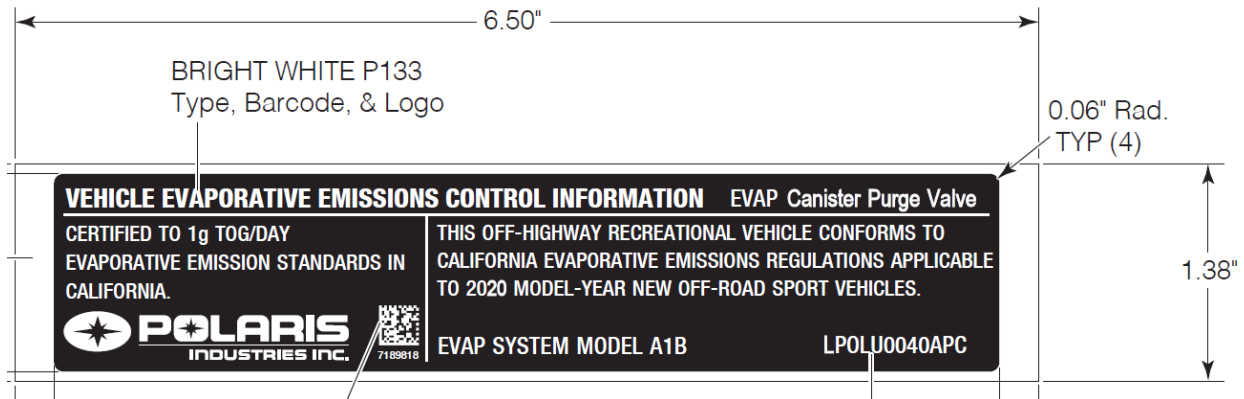 6.50"
BRIGHT WHITE P133
Type, Barcode, & Logo
0.06" Rad.
TYP (4)
VEHICLE EVAPORATIVE EMISSIONS CONTROL INFORMATION EVAP Canister Purge Valve
CERTIFIED TO 1g TOG/DAY
EVAPORATIVE EMISSION STANDARDS IN
CALIFORNIA.
THIS OFF-HIGHWAY RECREATIONAL VEHICLE CONFORMS TO
CALIFORNIA EVAPORATIVE EMISSIONS REGULATIONS APPLICABLE
TO 2020 MODEL-YEAR NEW OFF-ROAD SPORT VEHICLES.
1.38"
POLARIS
INDUSTRIES INC.
7189818
EVAP SYSTEM MODEL A1B LPOLU0040APC